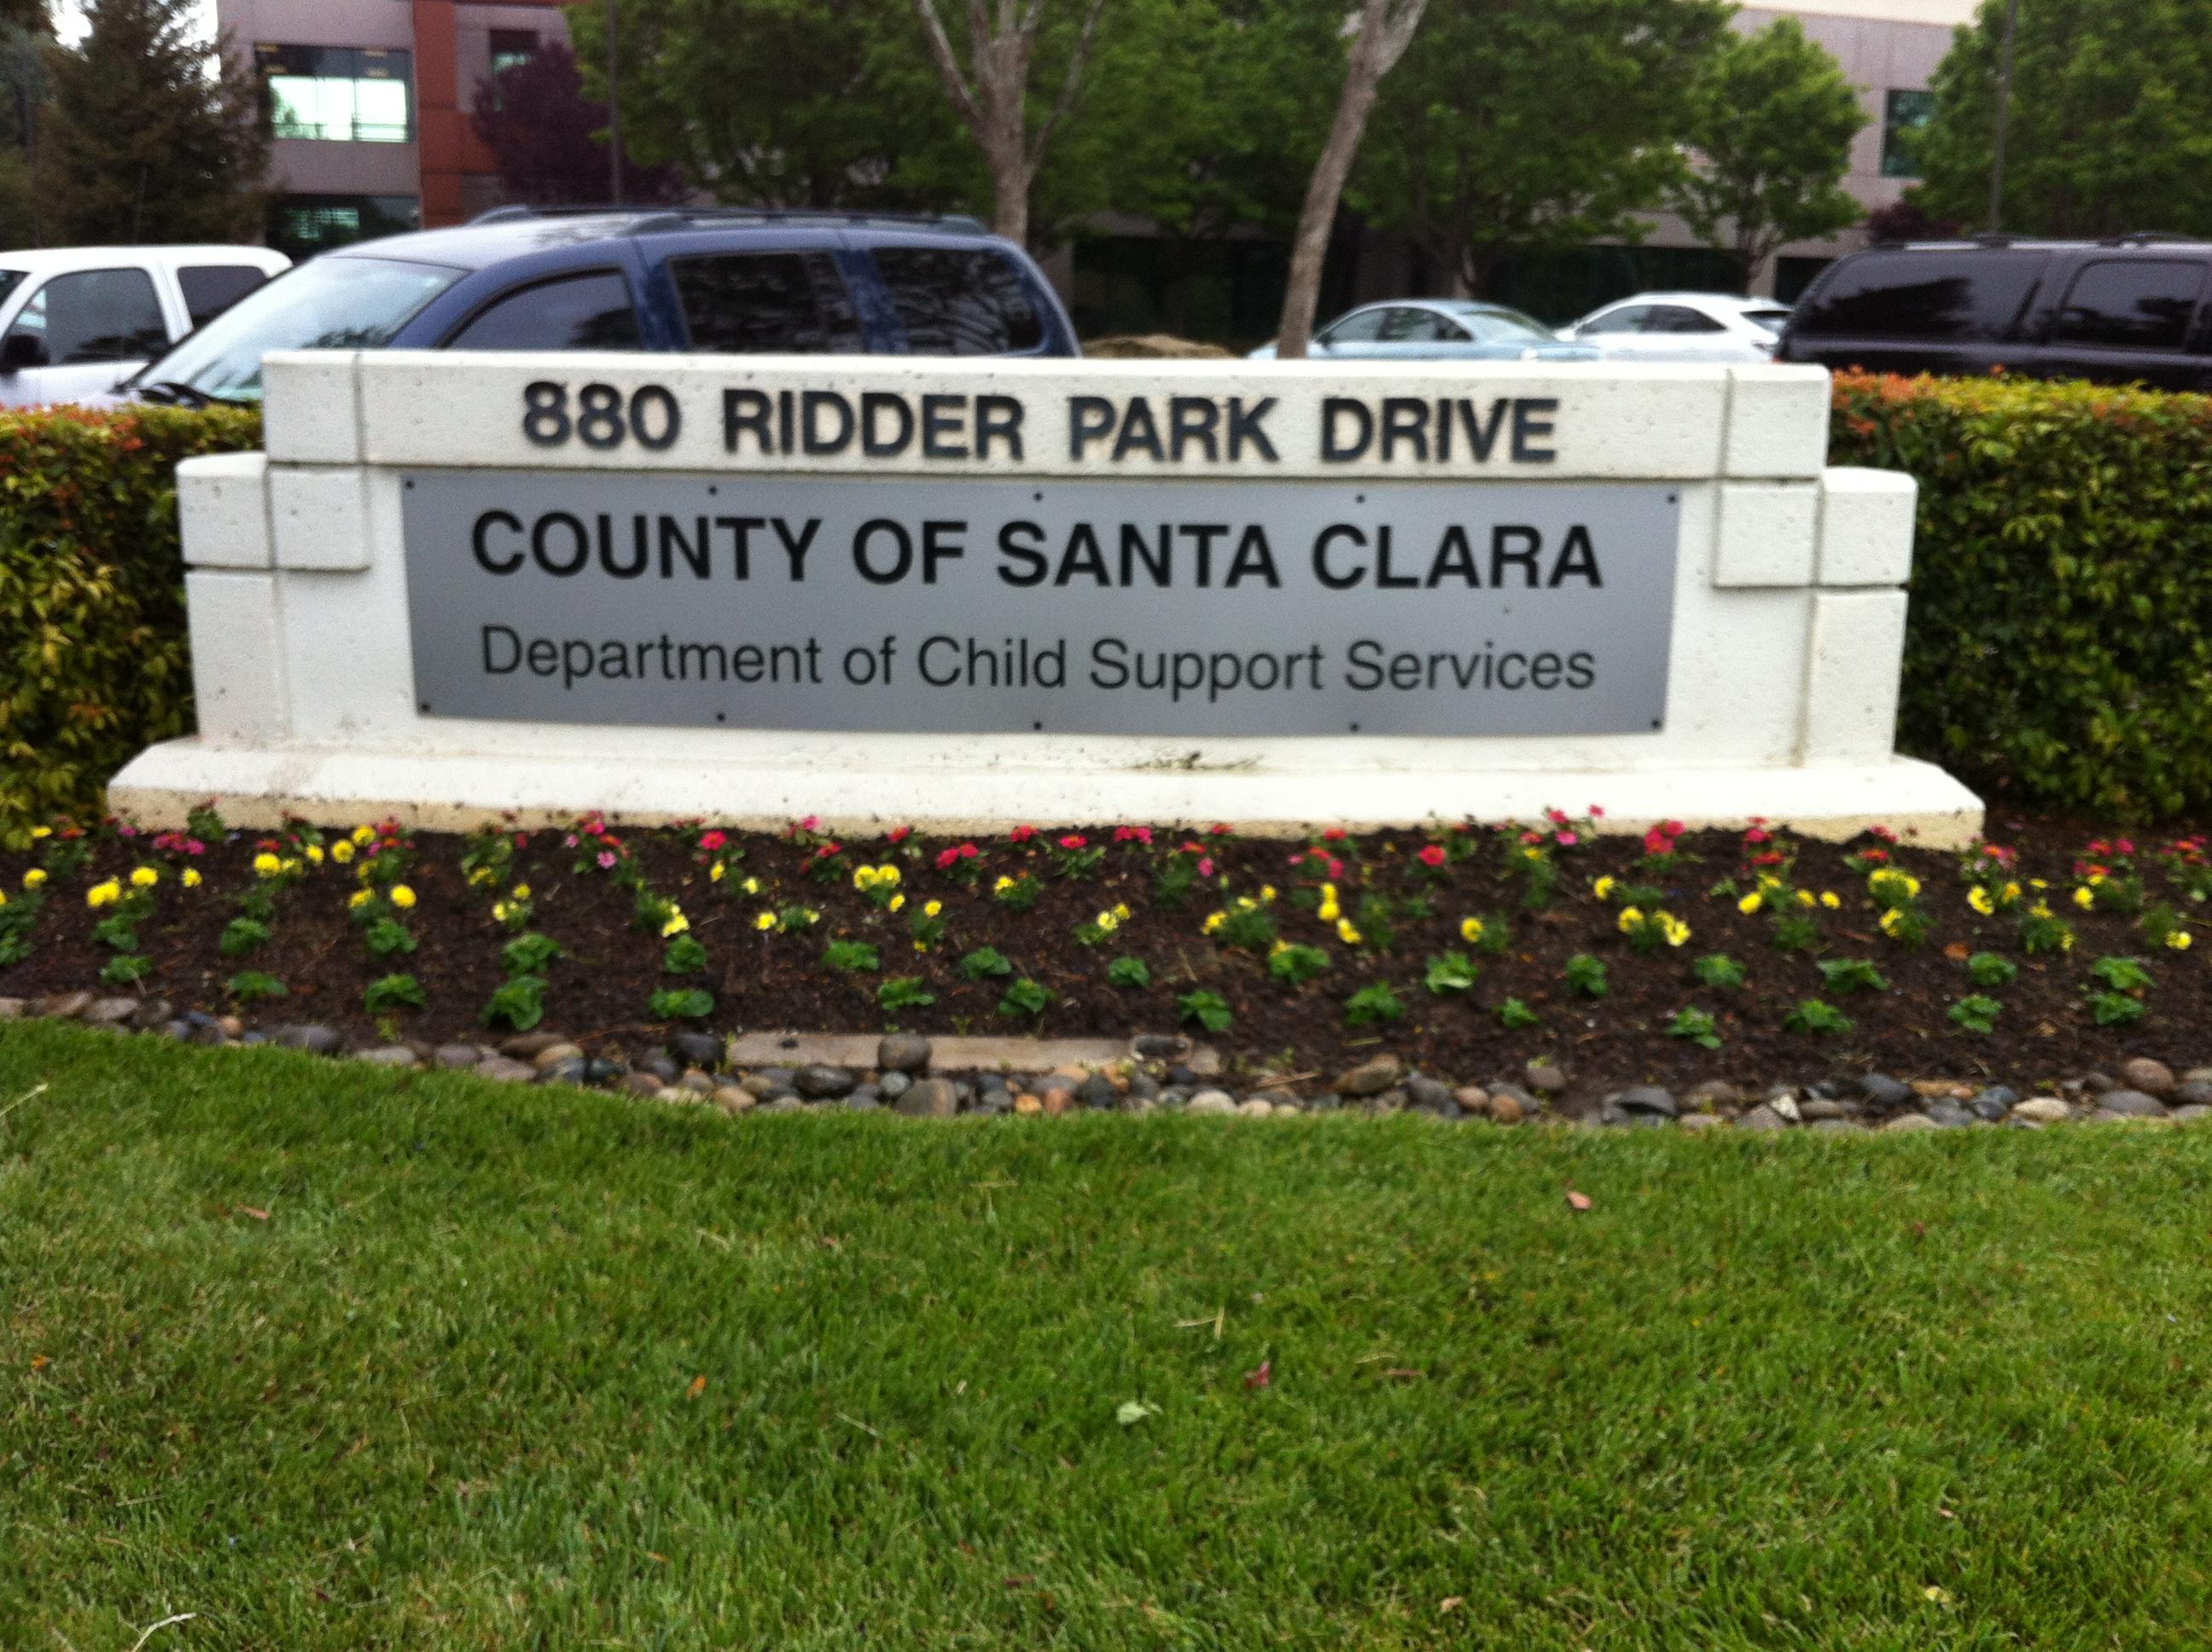 880 RIDDER PARK DRIVE
COUNTY OF SANTA CLARA
Department of Child Support Services